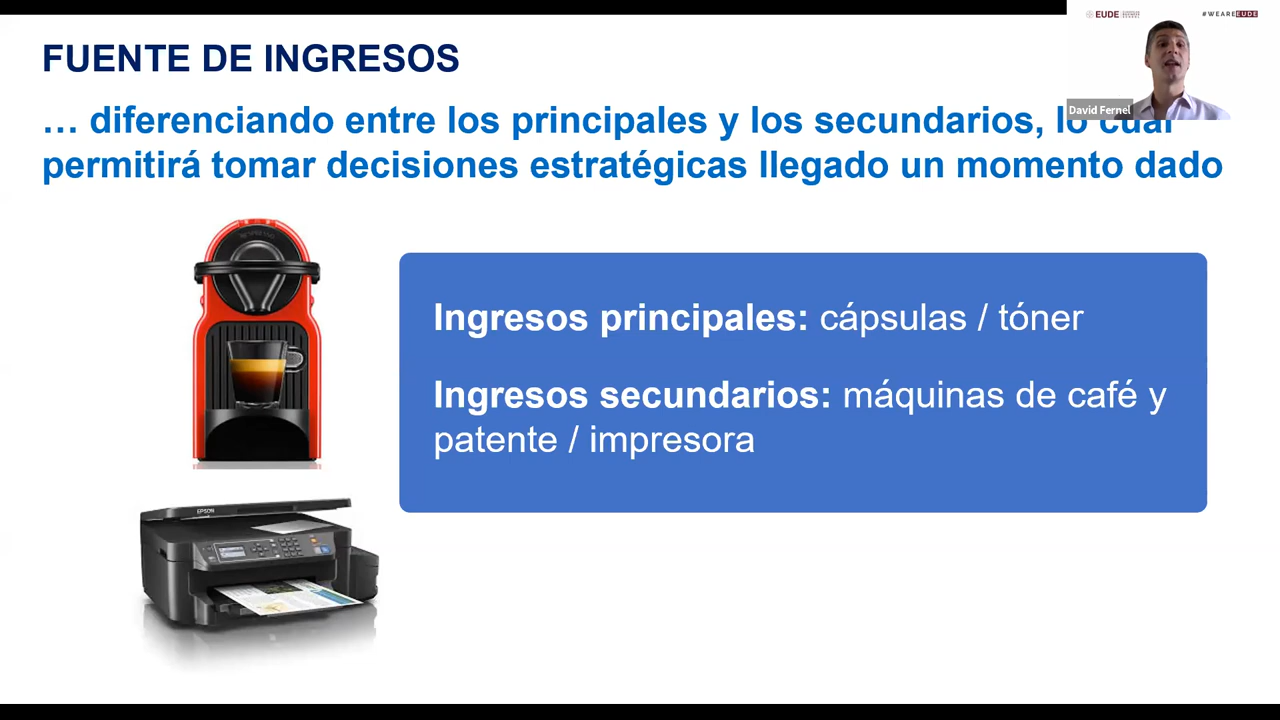 EUDE
#WEAREEUDE
David Fernel
FUENTE DE INGRESOS
… diferenciando entre los principales y los secundarios, lo cual
permitirá tomar decisiones estratégicas llegado un momento dado
Ingresos principales: cápsulas / tóner
Ingresos secundarios: máquinas de café y
patente / impresora
EPSON